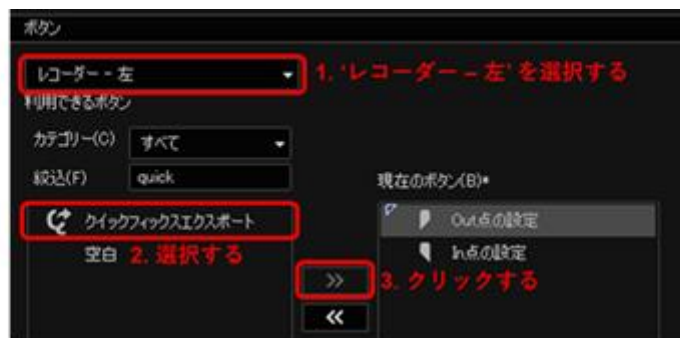 ボタン
レコーダー - 左
1. ‘レコーダー – 左’ を選択する
利用できるボタン
カテゴリー(C) すべて
絞込(F) quick
現在のボタン(B)*
クイックフィックスエクスポート
Out点の設定
空白
2. 選択する
In点の設定
>>
3. クリックする
<<